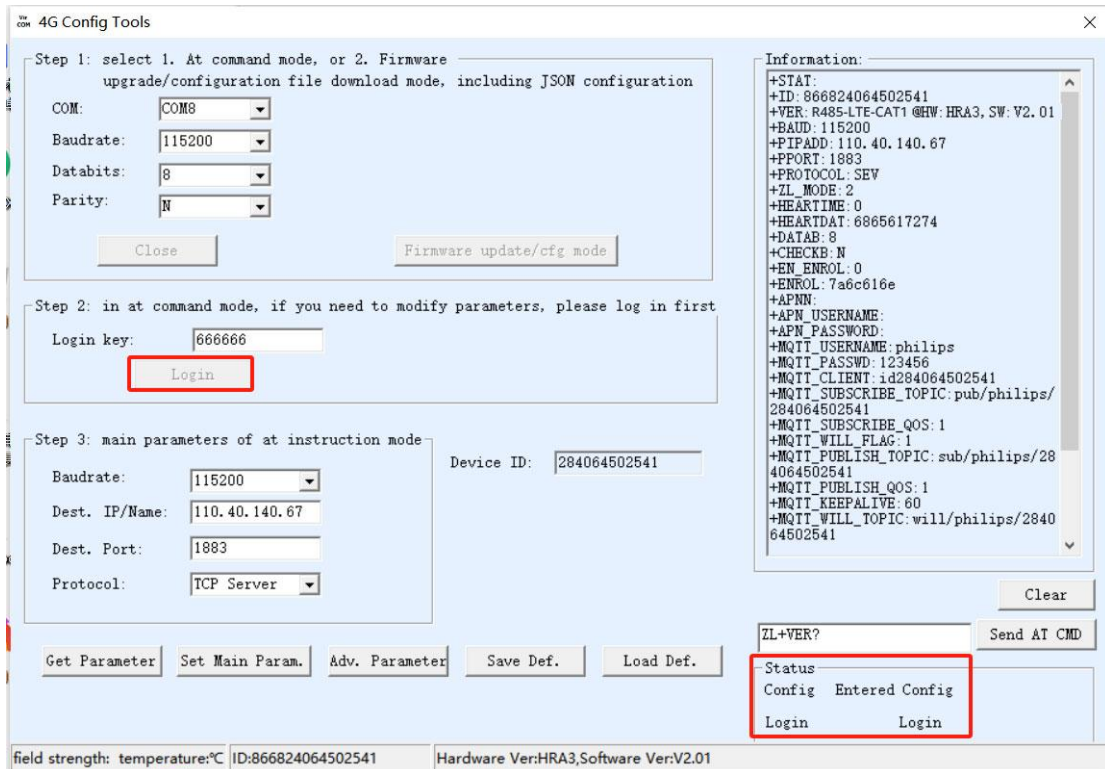 Vir COM 4G Config Tools
Step 1: select 1. At command mode, or 2. Firmware
upgrade/configuration file download mode, including JSON configuration
COM: COM8
Baudrate: 115200
Databits: 8
Parity: N
Close Firmware update/cfg mode
Step 2: in at command mode, if you need to modify parameters, please log in first
Login key: 666666
Login
Step 3: main parameters of at instruction mode
Baudrate: 115200
Dest. IP/Name: 110.40.140.67
Dest. Port: 1883
Protocol: TCP Server
Device ID: 284064502541
Get Parameter Set Main Param. Adv. Parameter Save Def. Load Def.
Information:
+STAT:
+ID:866824064502541
+VER:R485-LTE-CAT1 @HW:HRA3,SW:V2.01
+BAUD:115200
+PIPADD:110.40.140.67
+PPORT:1883
+PROTOCOL:SEV
+ZL_MODE:2
+HEARTIME:0
+HEARTDAT:6865617274
+DATAB:8
+CHECKB:N
+EN_ENROL:0
+ENROL:7a6c616e
+APNN:
+APN_USERNAME:
+APN_PASSWORD:
+MQTT_USERNAME:philips
+MQTT_PASSWD:123456
+MQTT_CLIENT:id284064502541
+MQTT_SUBSCRIBE_TOPIC:pub/philips/
284064502541
+MQTT_SUBSCRIBE_QOS:1
+MQTT_WILL_FLAG:1
+MQTT_PUBLISH_TOPIC:sub/philips/28
4064502541
+MQTT_PUBLISH_QOS:1
+MQTT_KEEPALIVE:60
+MQTT_WILL_TOPIC:will/philips/2840
64502541
Clear
ZL+VER? Send AT CMD
Status
Config Entered Config
Login Login
field strength: temperature:℃ ID:866824064502541 Hardware Ver:HRA3,Software Ver:V2.01